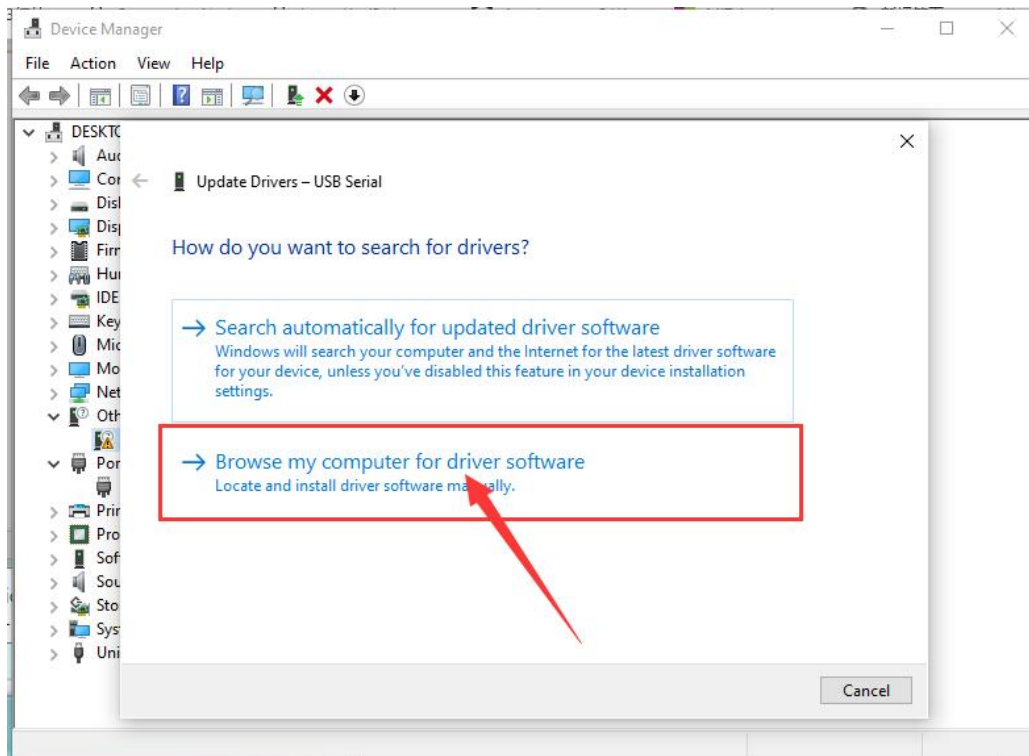 Device Manager
File Action View Help
DESKTO
Aud
Cor
Update Drivers – USB Serial
Disl
Disp
How do you want to search for drivers?
Firr
Hur
IDE
Search automatically for updated driver software
Key
Windows will search your computer and the Internet for the latest driver software
Mic
for your device, unless you've disabled this feature in your device installation
Mo
settings.
Net
Oth
Browse my computer for driver software
Por
Locate and install driver software manually.
Prir
Pro
Sof
Sou
Sto
Sys
Uni
Cancel